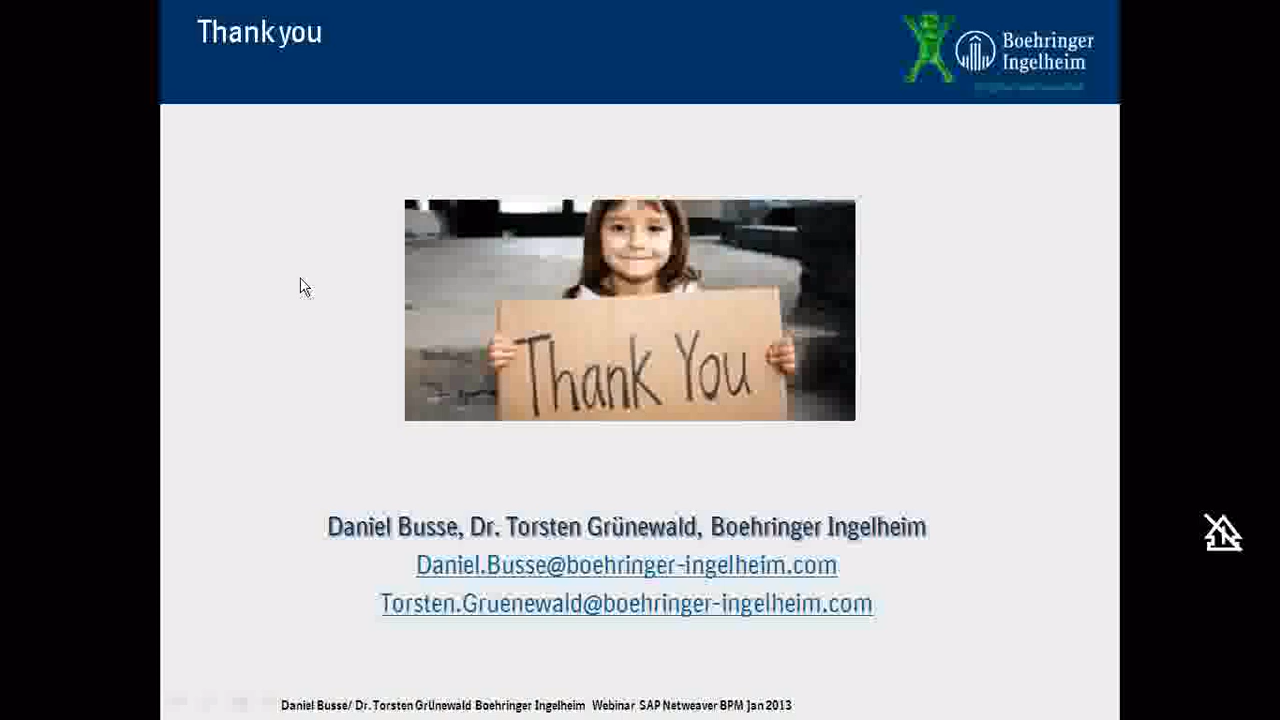 Thank you
Boehringer
Ingelheim
Thank You
Daniel Busse, Dr. Torsten Grünewald, Boehringer Ingelheim
Daniel.Busse@boehringer-ingelheim.com
Torsten.Gruenewald@boehringer-ingelheim.com
Daniel Busse/ Dr. Torsten Grünewald Boehringer Ingelheim Webinar SAP Netweaver BPM Jan 2013